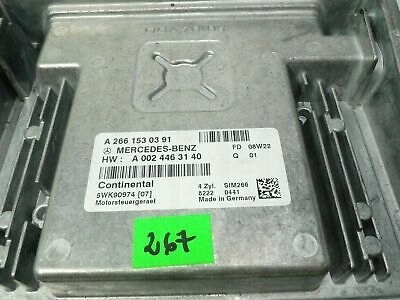 A 266 153 03 91
MERCEDES-BENZ
HW : A 002 446 31 40
FD 08W22
Q 01
Continental
5WK90974 [07]
Motorsteuergeraet
4 Zyl. SIM266
8222 0441
Made in Germany
267